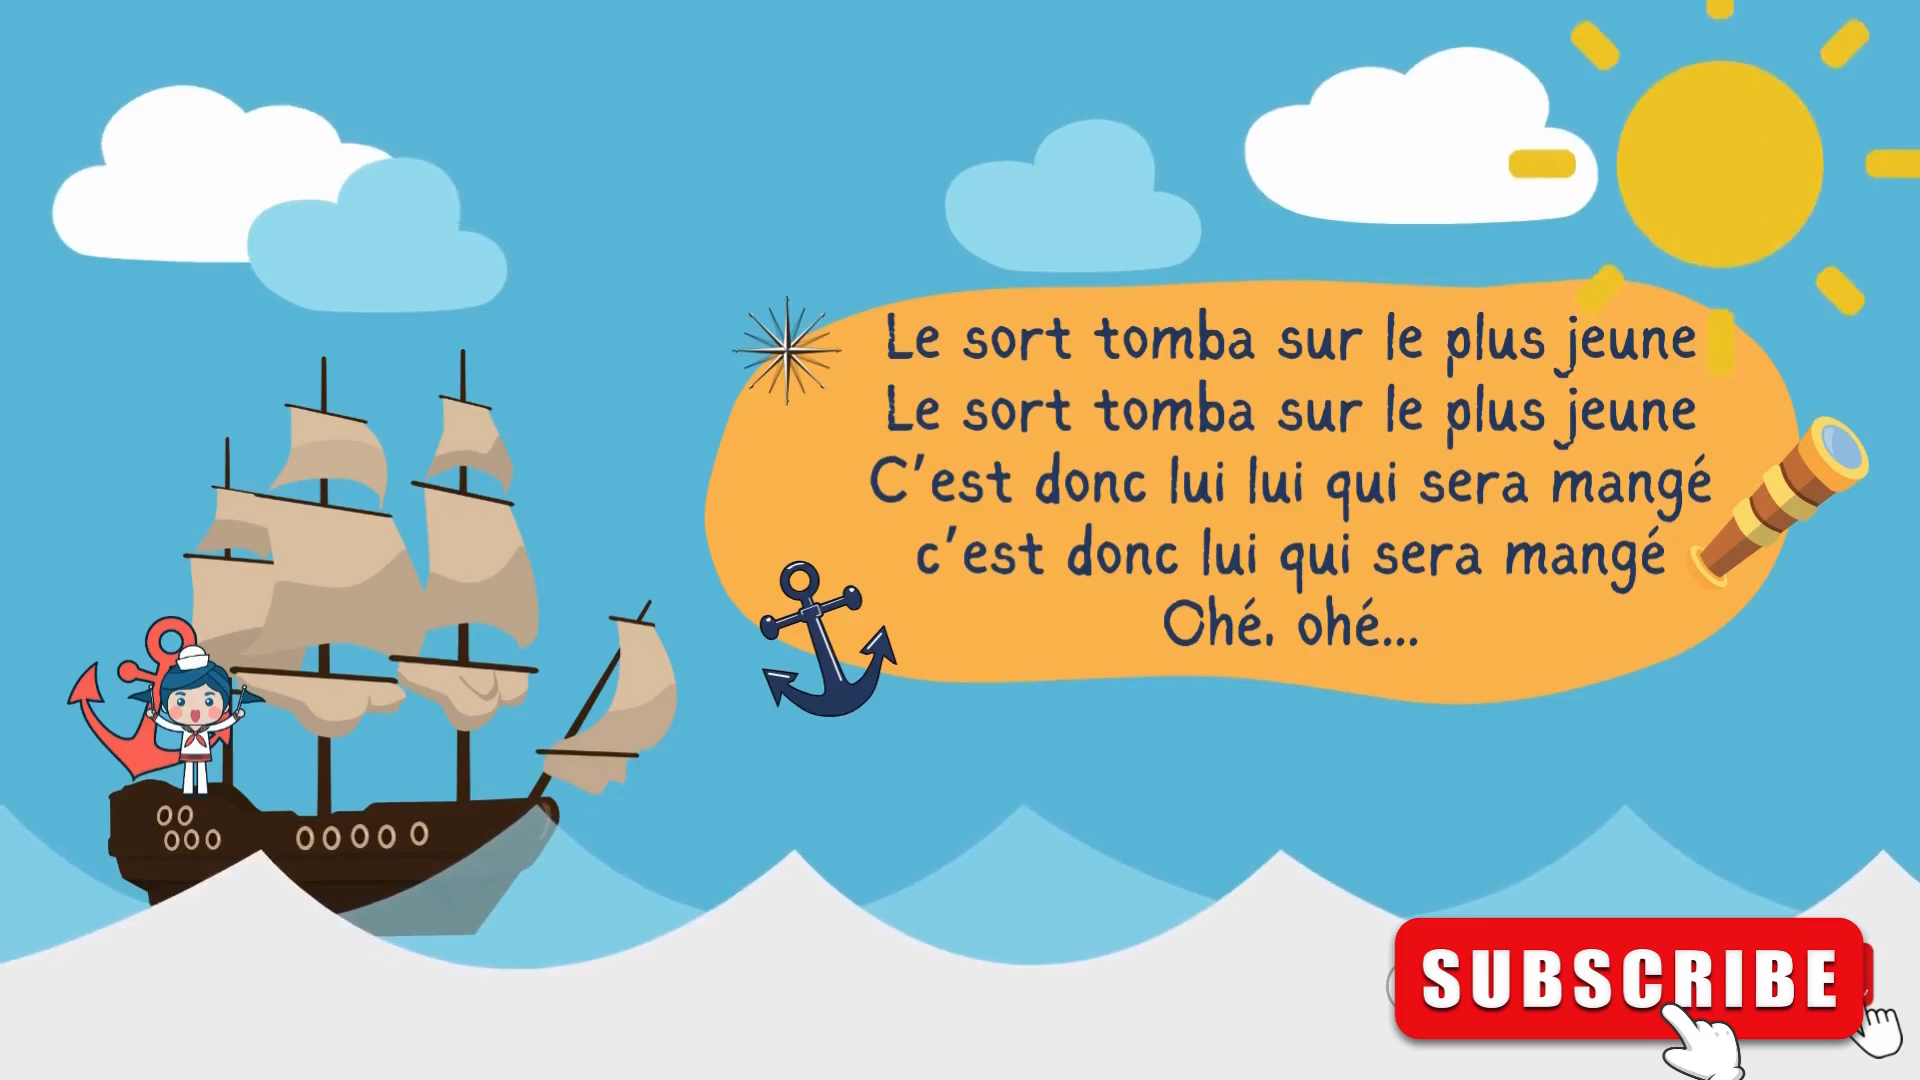 Le sort tomba sur le plus jeune
Le sort tomba sur le plus jeune
C'est donc lui lui qui sera mangé
c'est donc lui qui sera mangé
Ohé, ohé...
SUBSCRIBE